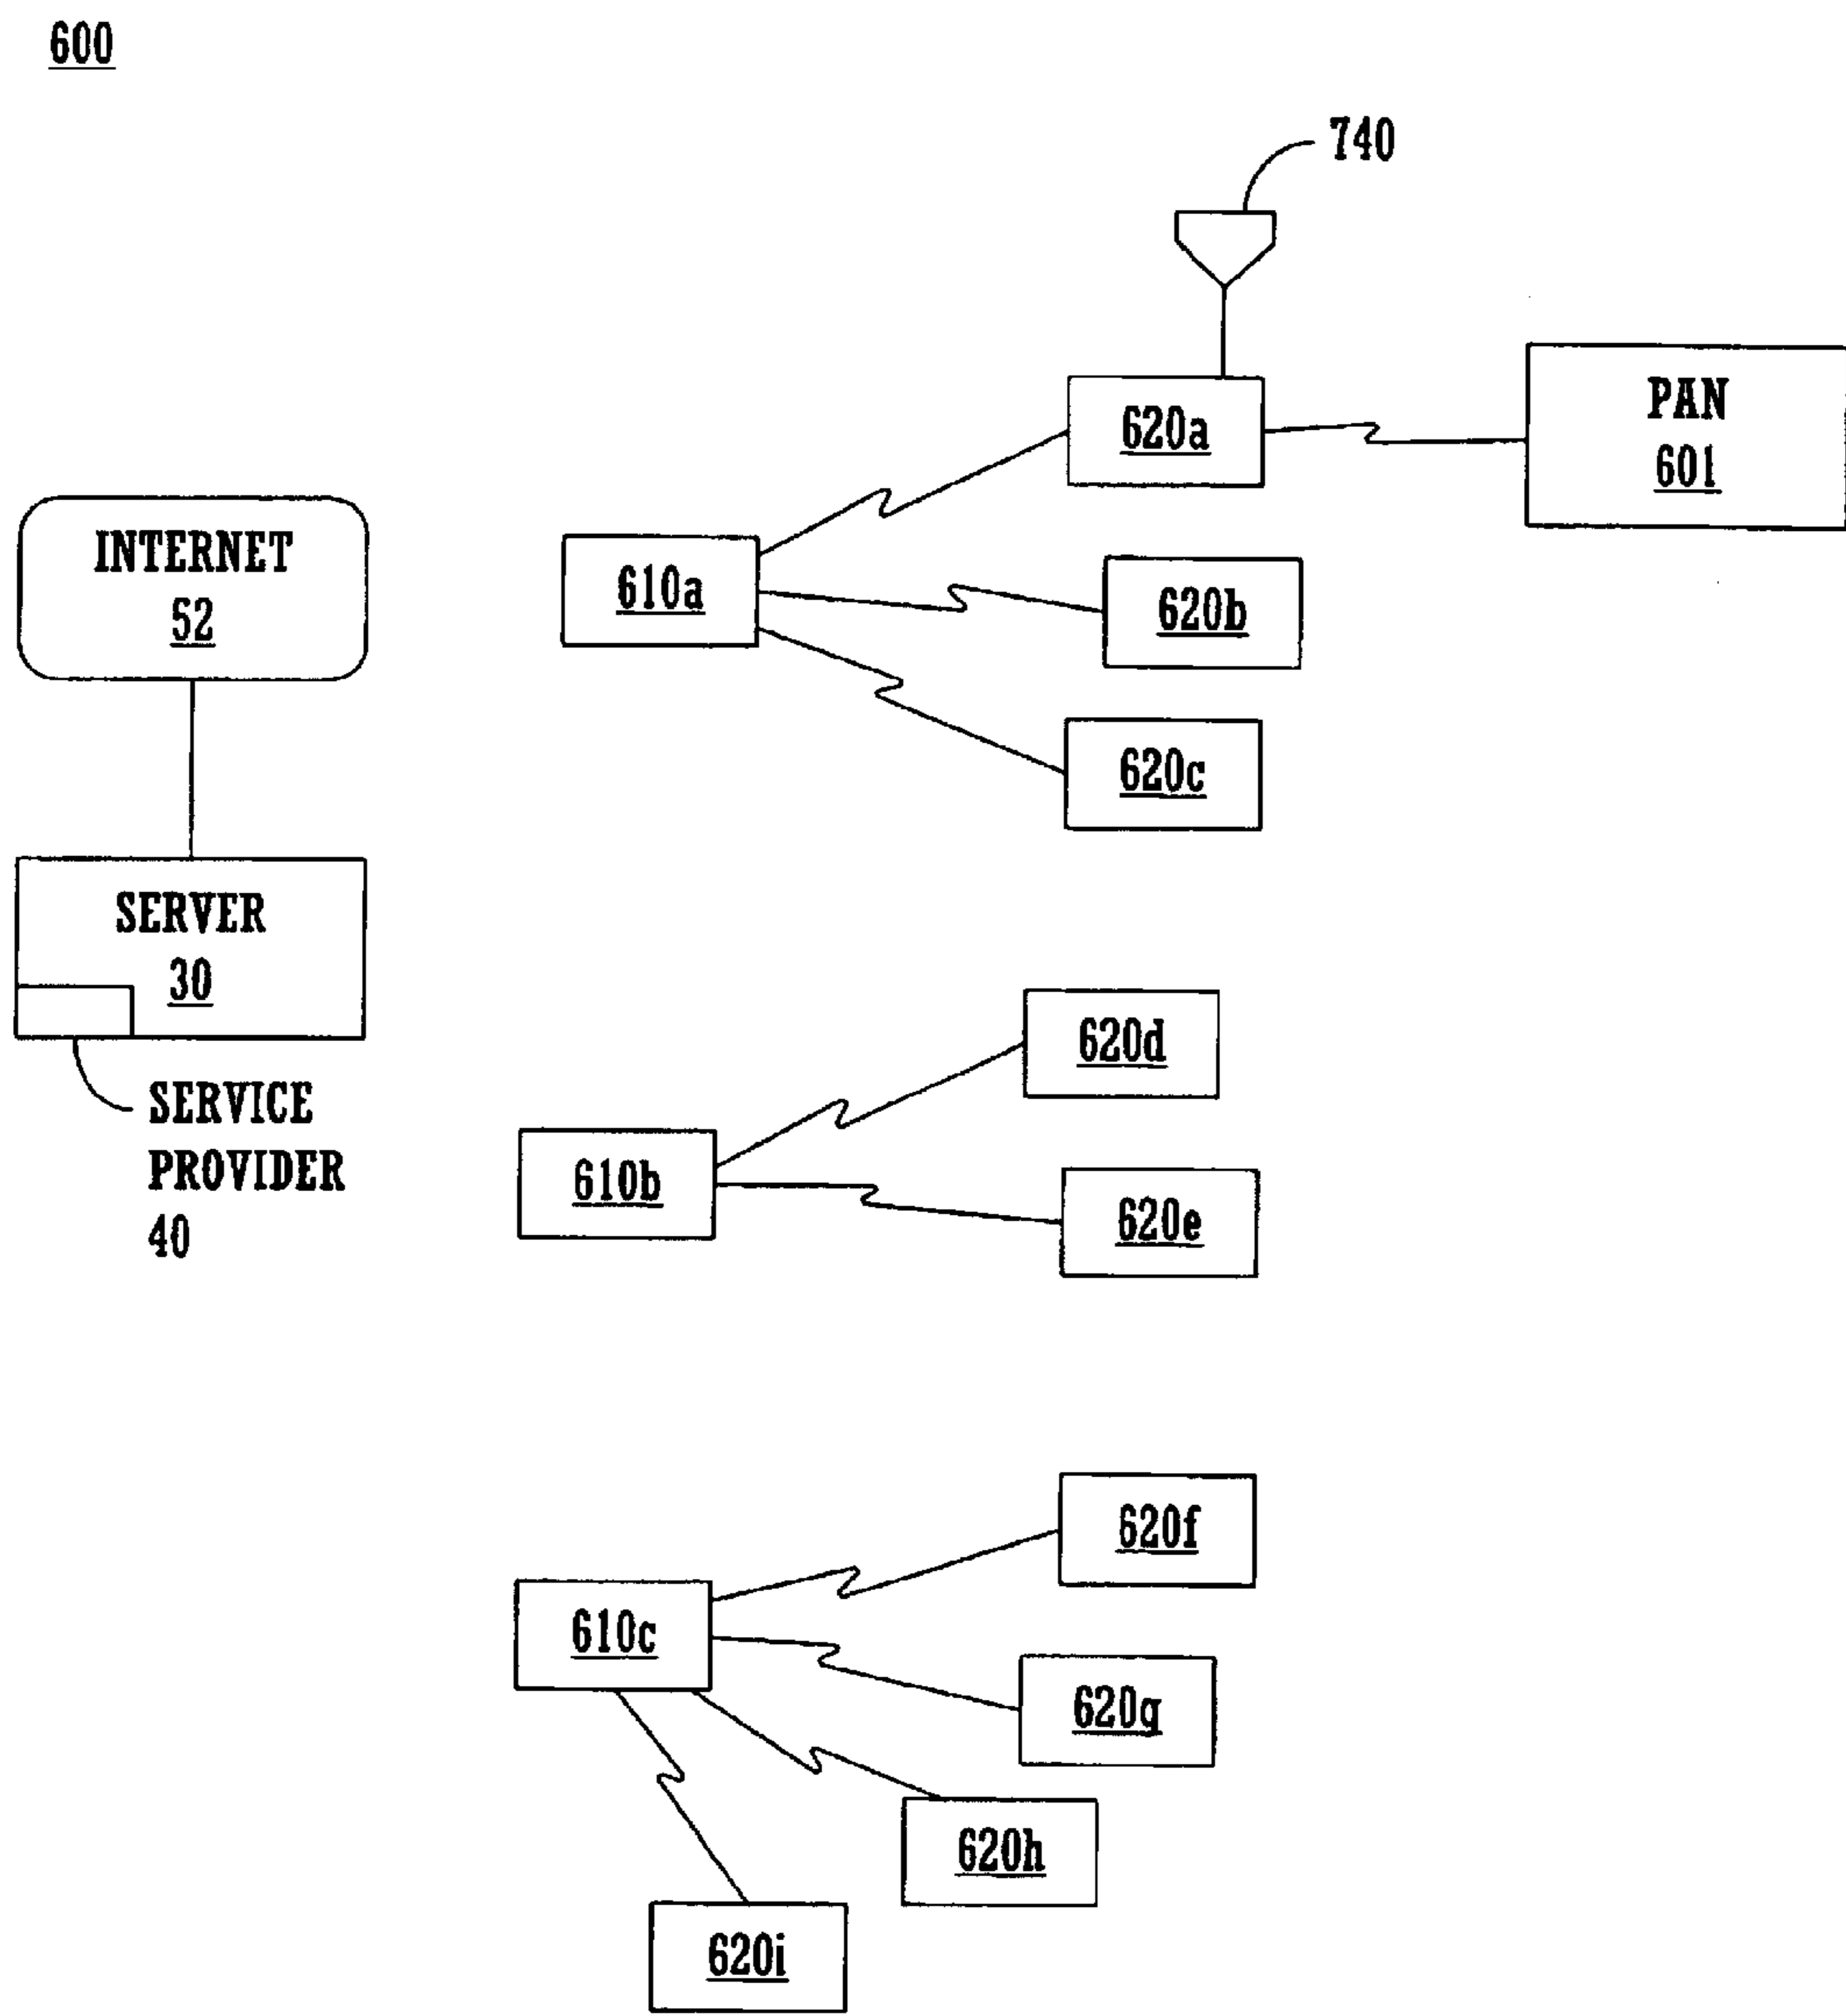 600
740
620a
PAN
601
INTERNET
52
610a
620b
620c
SERVER
30
SERVICE
PROVIDER
40
620d
610b
620e
620f
610c
620g
620h
620i